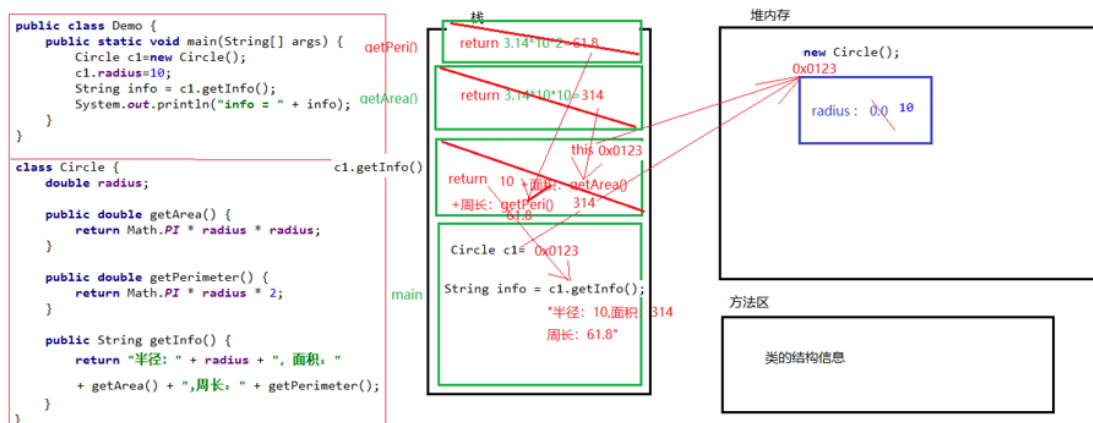 public class Demo {
public static void main(String[] args) {
Circle c1=new Circle();
c1.radius=10;
String info = c1.getInfo();
System.out.println("info = " + info);
}
}
class Circle {
double radius;
public double getArea() {
return Math.PI * radius * radius;
}
public double getPerimeter() {
return Math.PI * radius * 2;
}
public String getInfo() {
return "半径：" + radius + ", 面积："
+ getArea() + ",周长：" + getPerimeter();
}
}
栈
getPeri()
return 3.14*10*2=61.8
getArea()
return 3.14*10*10=314
c1.getInfo()
this 0x0123
return 10 +面积：getArea()
+周长：getPeri() 314
61.8
main
Circle c1= 0x0123
String info = c1.getInfo();
"半径：10,面积：314
周长：61.8"
堆内存
new Circle();
0x0123
radius： 0.0 10
方法区
类的结构信息